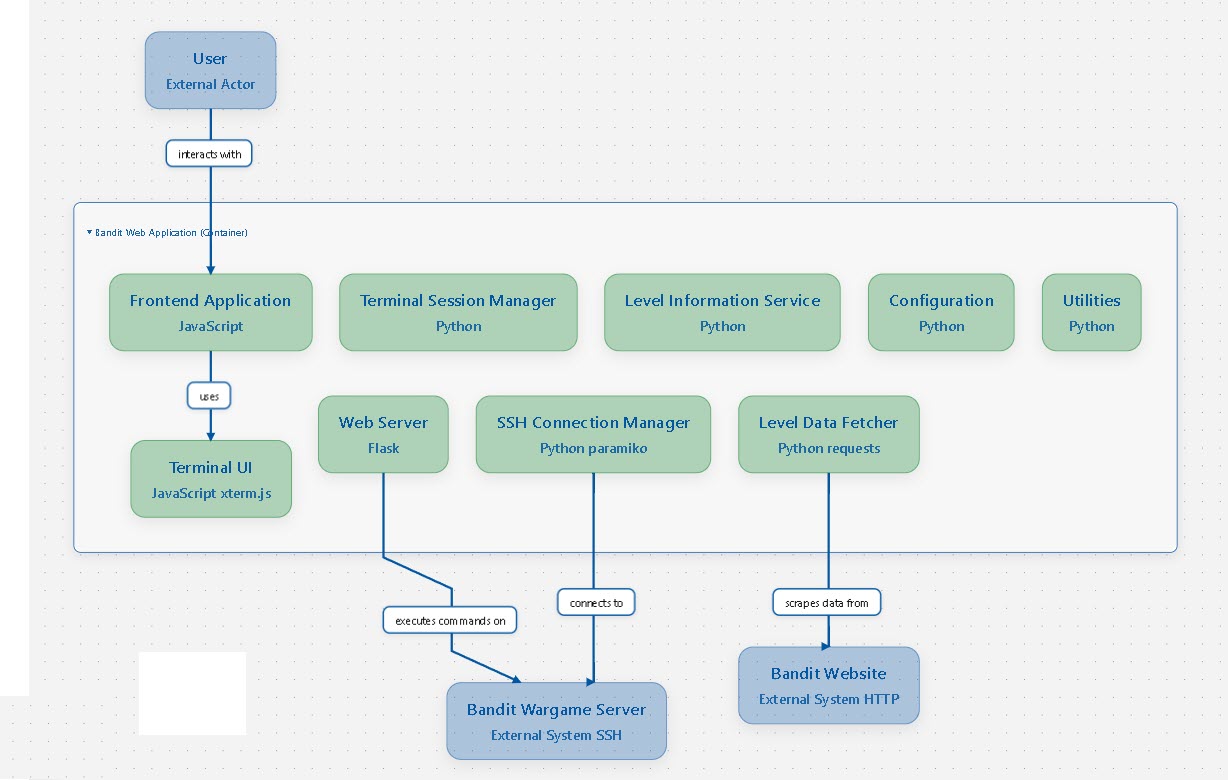 User
External Actor
interacts with
▼ Bandit Web Application (Container)
Frontend Application
JavaScript
Terminal Session Manager
Python
Level Information Service
Python
Configuration
Python
Utilities
Python
uses
Web Server
Flask
SSH Connection Manager
Python paramiko
Level Data Fetcher
Python requests
Terminal UI
JavaScript xterm.js
executes commands on
connects to
scrapes data from
Bandit Wargame Server
External System SSH
Bandit Website
External System HTTP